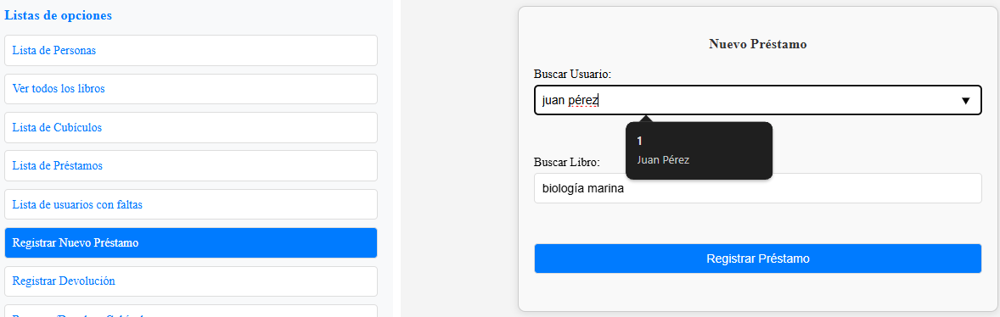 Listas de opciones
Lista de Personas
Ver todos los libros
Lista de Cubículos
Lista de Préstamos
Lista de usuarios con faltas
Registrar Nuevo Préstamo
Registrar Devolución
Nuevo Préstamo
Buscar Usuario:
juan pérez
1
Juan Pérez
Buscar Libro:
biología marina
Registrar Préstamo